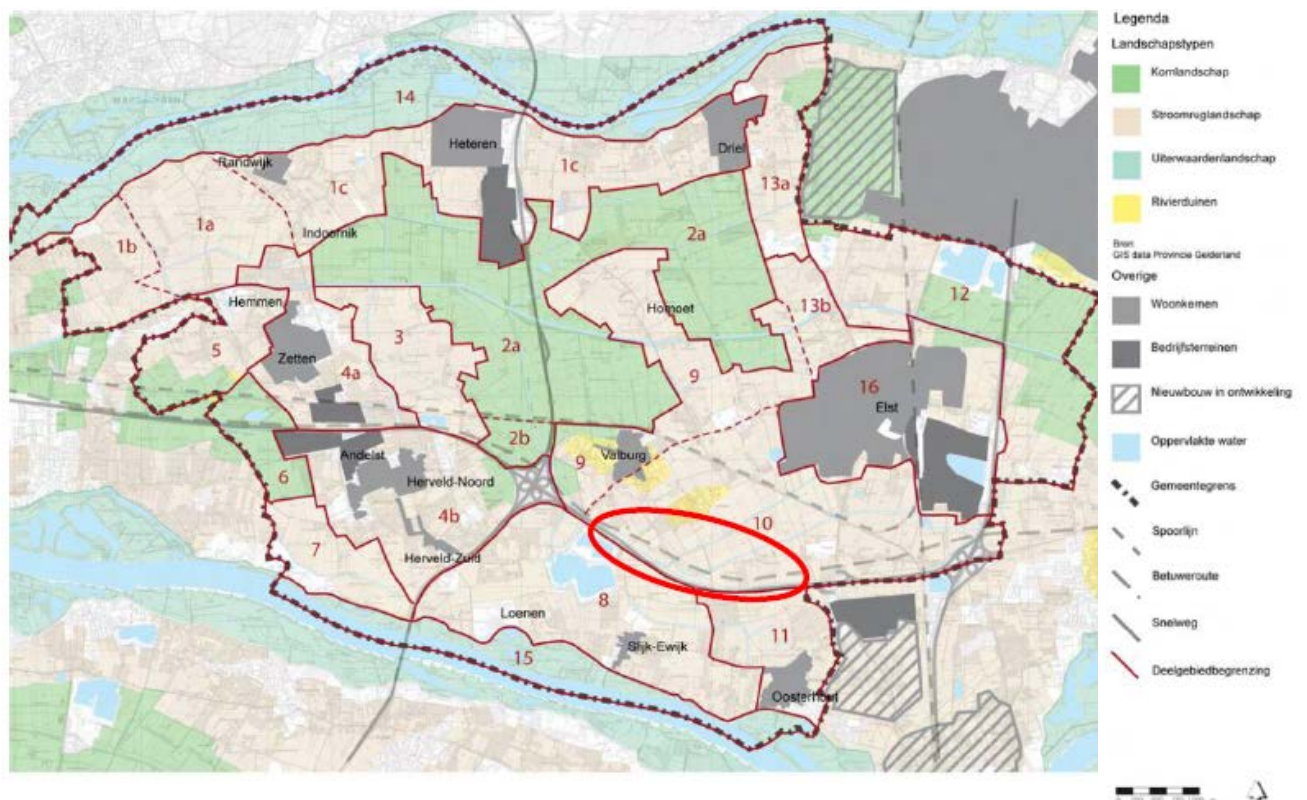 Legenda
Landschapstypen
Komlandschap
Stroomruglandschap
Uiterwaardenlandschap
Rivierduinen
Bron:
GIS data Provincie Gelderland
Overige
Woonkernen
Bedrijfsterreinen
Nieuwbouw in ontwikkeling
Oppervlakte water
Gemeentegrens
Spoorlijn
Betuweroute
Snelweg
Deelgebiedbegrenzing
14
Heteren
Driel
Randwijk
1c
1c
13a
1a
Indoornik
2a
1b
12
Hemmen
Homoet
13b
3
2a
5
Zetten
4a
9
16
Elst
2b
Andelst
9
Valburg
6
Herveld-Noord
4b
10
7
Herveld-Zuid
8
Loenen
11
15
Slijk-Ewijk
Oosterhout